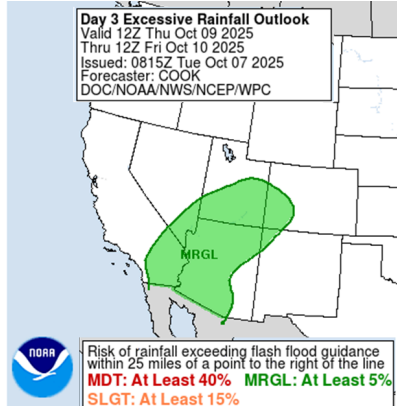 Day 3 Excessive Rainfall Outlook
Valid 12Z Thu Oct 09 2025
Thru 12Z Fri Oct 10 2025
Issued: 0815Z Tue Oct 07 2025
Forecaster: COOK
DOC/NOAA/NWS/NCEP/WPC
MRGL
NOAA
Risk of rainfall exceeding flash flood guidance
within 25 miles of a point to the right of the line
MDT: At Least 40% MRGL: At Least 5%
SLGT: At Least 15%